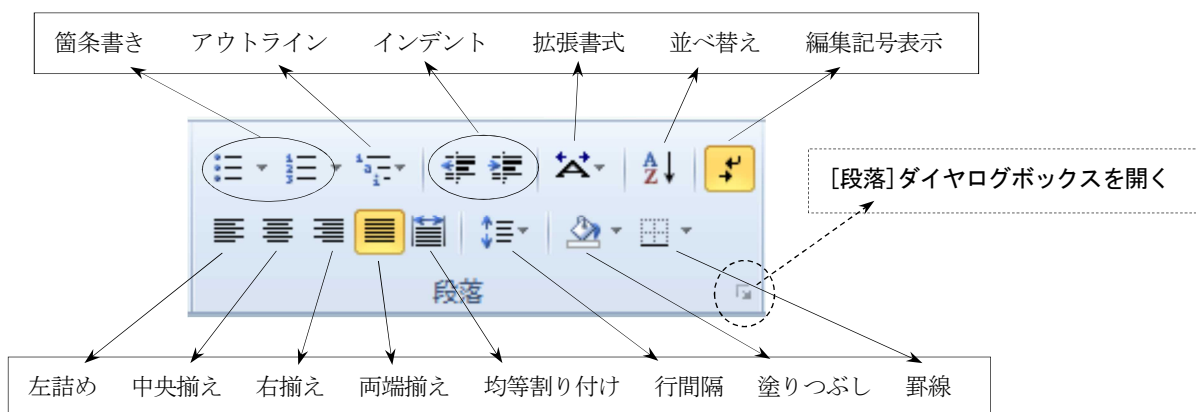 箇条書き アウトライン インデント 拡張書式 並べ替え 編集記号表示
[段落]ダイヤログボックスを開く
段落
左詰め 中央揃え 右揃え 両端揃え 均等割り付け 行間隔 塗りつぶし 罫線